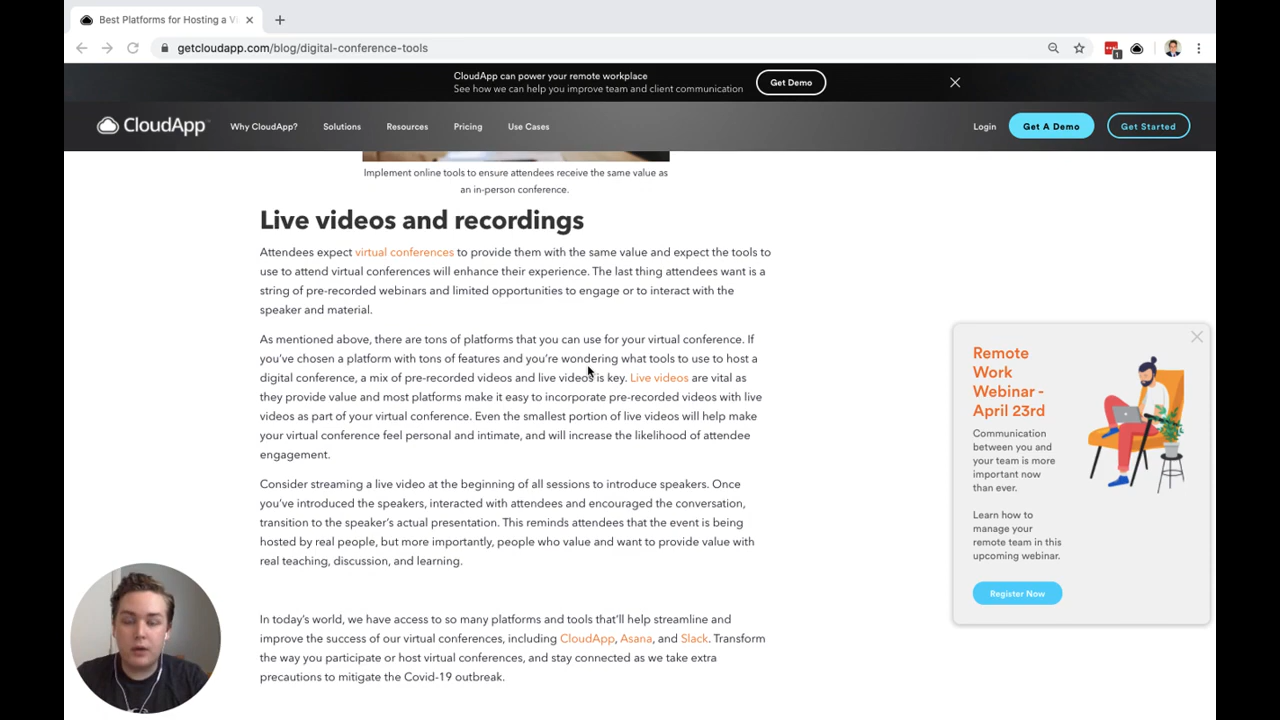 Best Platforms for Hosting a Vi
getcloudapp.com/blog/digital-conference-tools
1
CloudApp can power your remote workplace
See how we can help you improve team and client communication
Get Demo
CloudApp
Why CloudApp?
Solutions
Resources
Pricing
Use Cases
Login
Get A Demo
Get Started
Implement online tools to ensure attendees receive the same value as
an in-person conference.
Live videos and recordings
Attendees expect virtual conferences to provide them with the same value and expect the tools to
use to attend virtual conferences will enhance their experience. The last thing attendees want is a
string of pre-recorded webinars and limited opportunities to engage or to interact with the
speaker and material.
As mentioned above, there are tons of platforms that you can use for your virtual conference. If
you've chosen a platform with tons of features and you're wondering what tools to use to host a
digital conference, a mix of pre-recorded videos and live videos is key. Live videos are vital as
they provide value and most platforms make it easy to incorporate pre-recorded videos with live
videos as part of your virtual conference. Even the smallest portion of live videos will help make
your virtual conference feel personal and intimate, and will increase the likelihood of attendee
engagement.
Consider streaming a live video at the beginning of all sessions to introduce speakers. Once
you've introduced the speakers, interacted with attendees and encouraged the conversation,
transition to the speaker's actual presentation. This reminds attendees that the event is being
hosted by real people, but more importantly, people who value and want to provide value with
real teaching, discussion, and learning.
In today's world, we have access to so many platforms and tools that'll help streamline and
improve the success of our virtual conferences, including CloudApp, Asana, and Slack. Transform
the way you participate or host virtual conferences, and stay connected as we take extra
precautions to mitigate the Covid-19 outbreak.
Remote
Work
Webinar -
April 23rd
Communication
between you and
your team is more
important now
than ever.
Learn how to
manage your
remote team in this
upcoming webinar.
Register Now